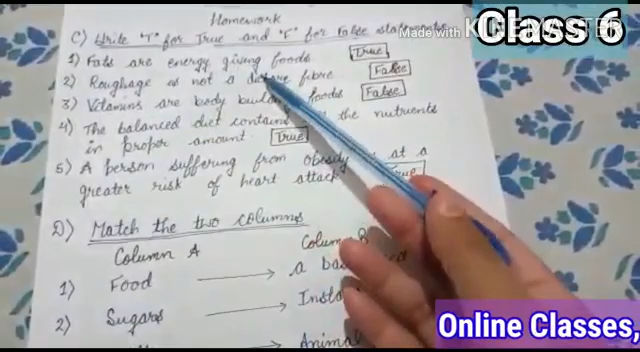 Homework
Made With KINEMASTER
Class 6
C) Write "T" for True and "F" for False statements
1) Fats are energy giving foods True
2) Roughage is not a fibre False
3) Vitamins are body foods False
4) The balanced diet contains the nutrients
in proper amount. True
5) A person suffering from obesity at a
greater risk of heart attack True
D) Match the two columns
Column A Column B
1) Food → a
2) Sugars →
Animal
Online Classes,